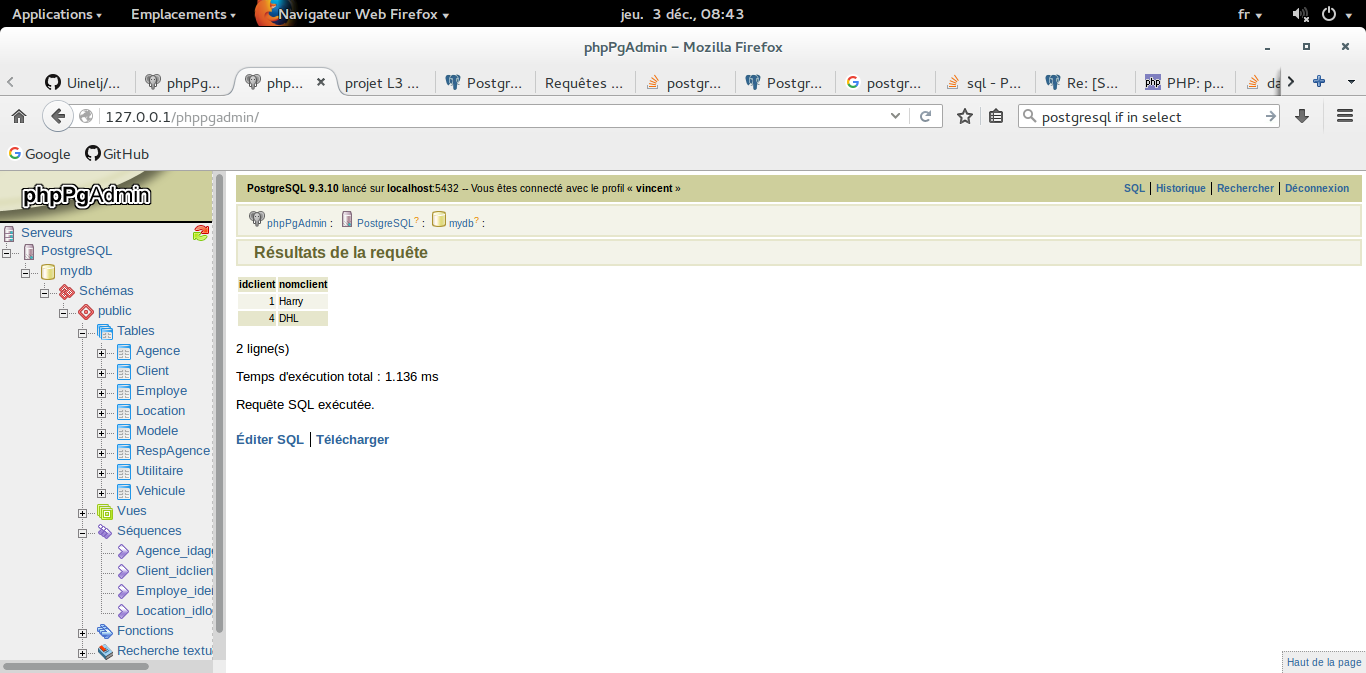 Applications Emplacements Navigateur Web Firefox jeu. 3 déc., 08:43 fr
phpPgAdmin – Mozilla Firefox
Uinelj/... phpPg... php... projet L3 ... Postgr... Requêtes ... postgr... Postgr... postgr... sql - P... Re: [S... php PHP: p... da
127.0.0.1/phppgadmin/ postgresql if in select
Google GitHub
phpPgAdmin
Serveurs
PostgreSQL
mydb
Schémas
public
Tables
Agence
Client
Employe
Location
Modele
RespAgence
Utilitaire
Vehicule
Vues
Séquences
Agence_idag
Client_idclien
Employe_ide
Location_idlo
Fonctions
Recherche textu
PostgreSQL 9.3.10 lancé sur localhost:5432 -- Vous êtes connecté avec le profil « vincent » SQL | Historique | Rechercher | Déconnexion
phpPgAdmin : PostgreSQL? : mydb? :
Résultats de la requête
idclient nomclient
1 Harry
4 DHL
2 ligne(s)
Temps d'exécution total : 1.136 ms
Requête SQL exécutée.
Éditer SQL | Télécharger
Haut de la page